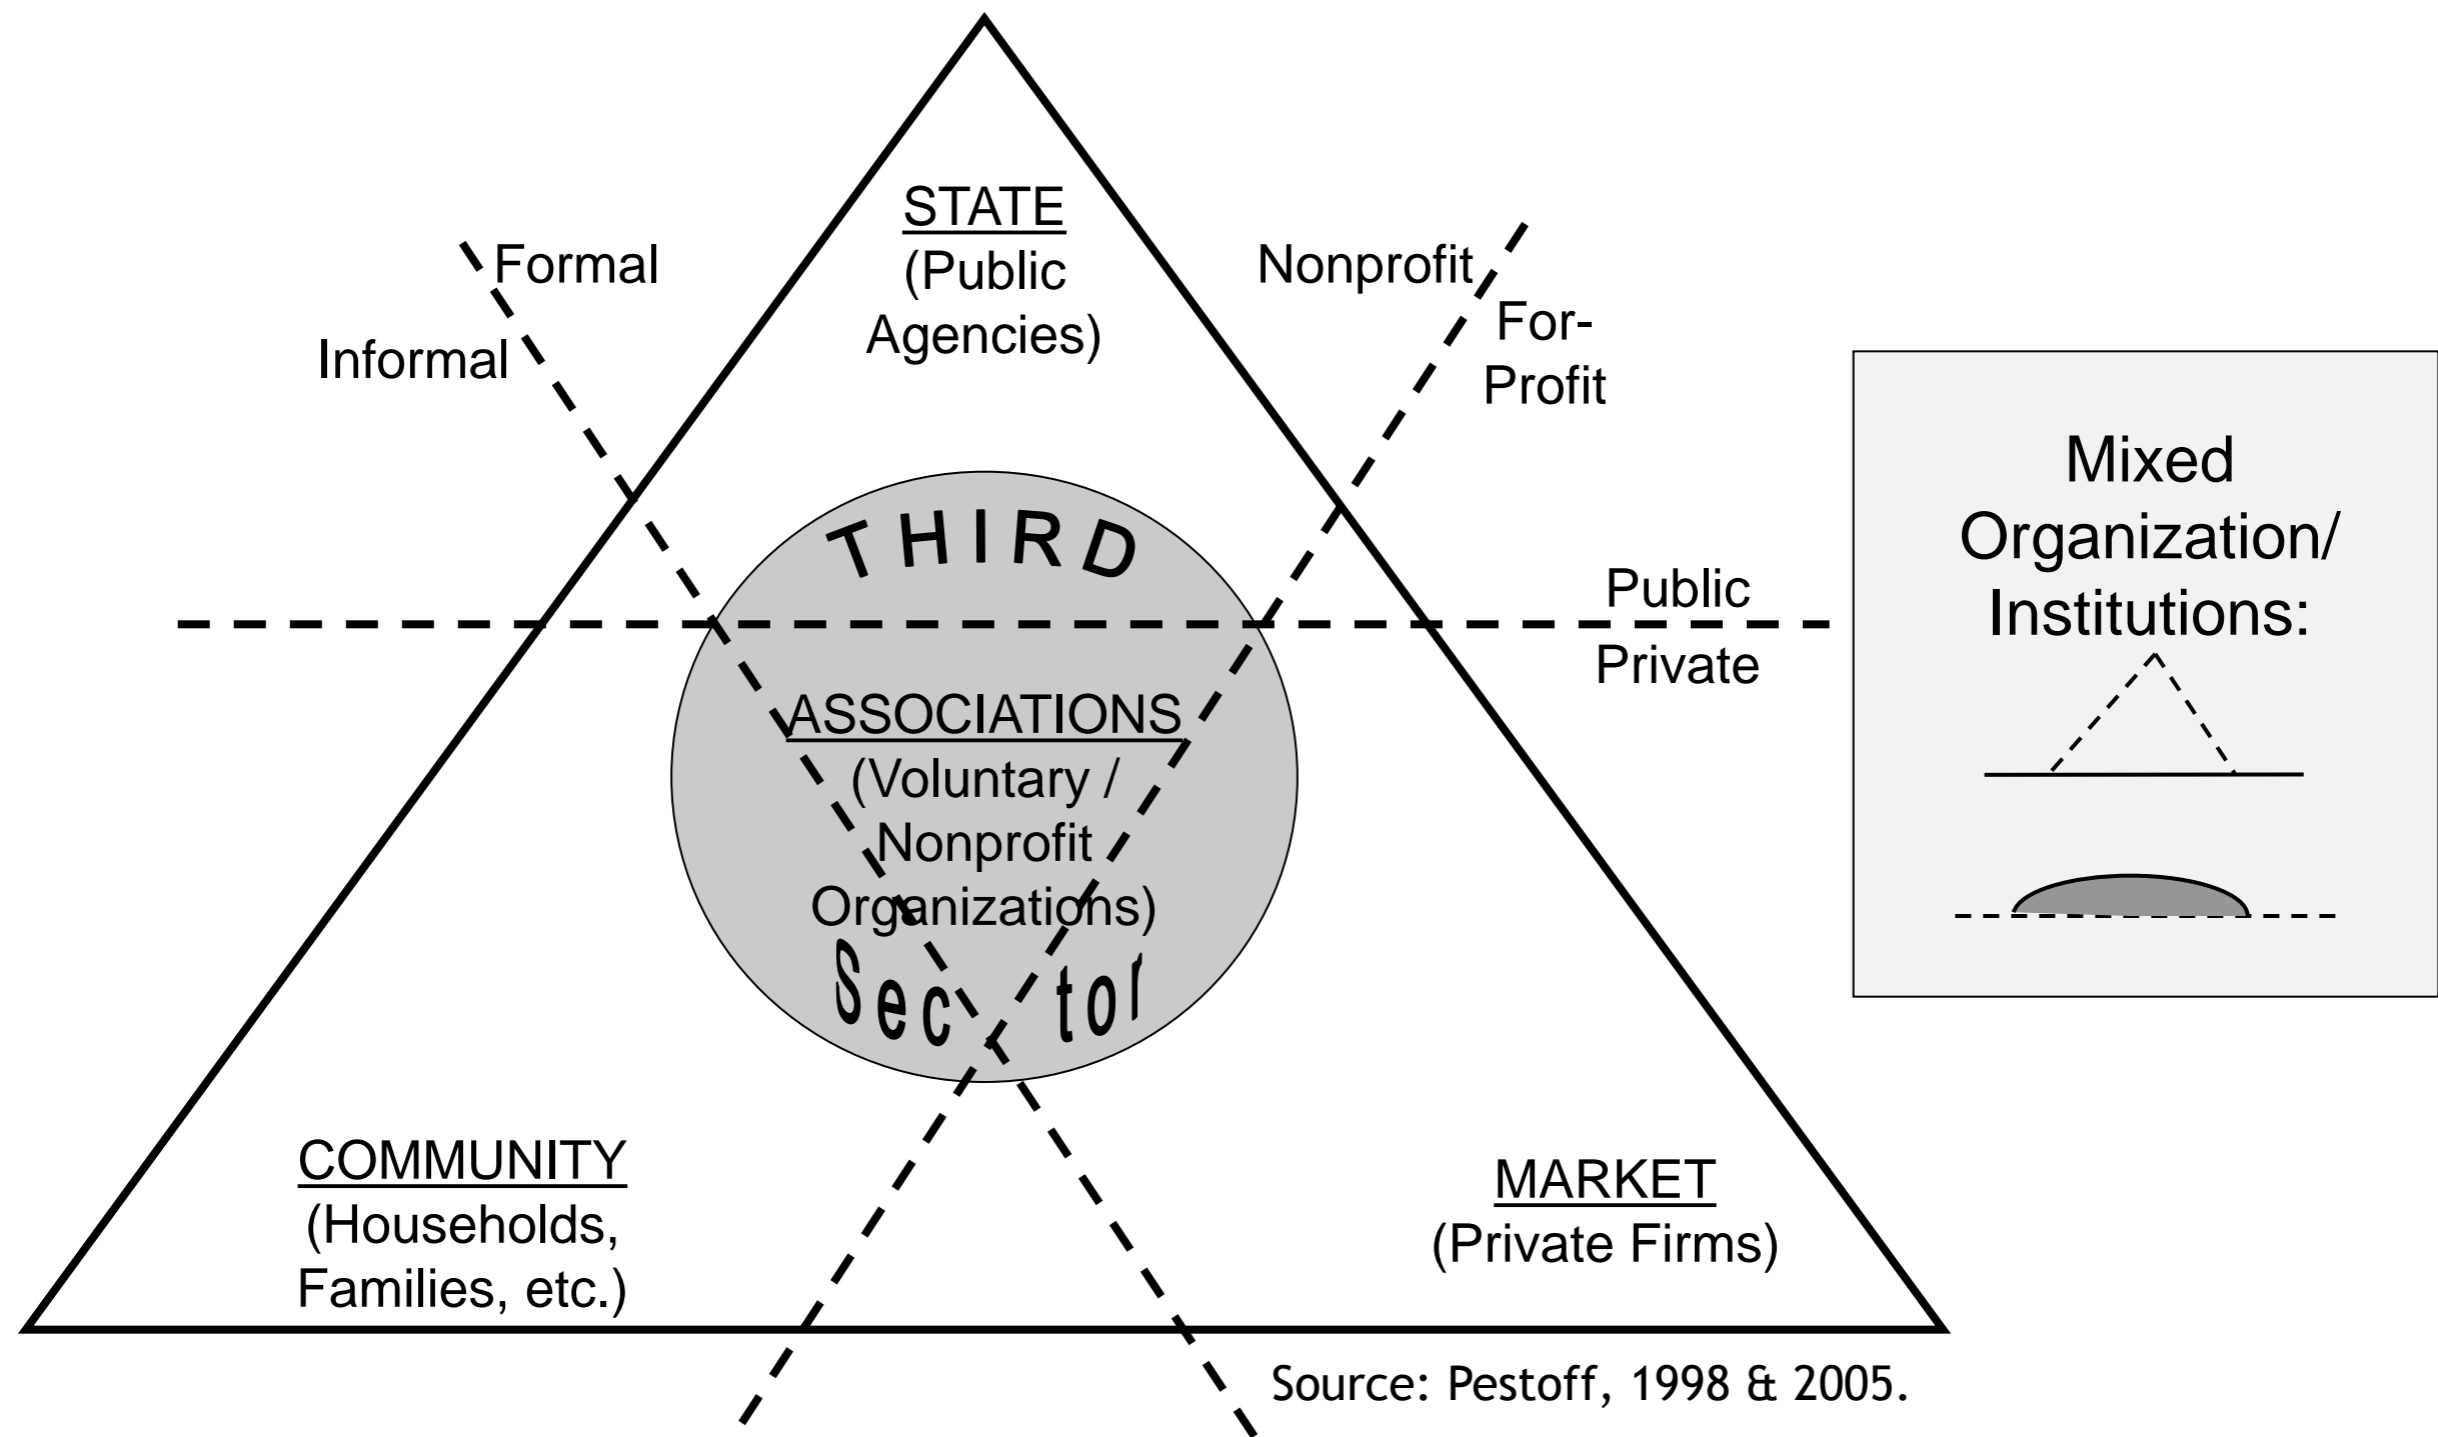 STATE
(Public
Agencies)
Formal
Informal
Nonprofit
For-
Profit
THIRD
Public
Private
ASSOCIATIONS
(Voluntary /
Nonprofit
Organizations)
Sec tor
COMMUNITY
(Households,
Families, etc.)
MARKET
(Private Firms)
Mixed
Organization/
Institutions:
Source: Pestoff, 1998 & 2005.